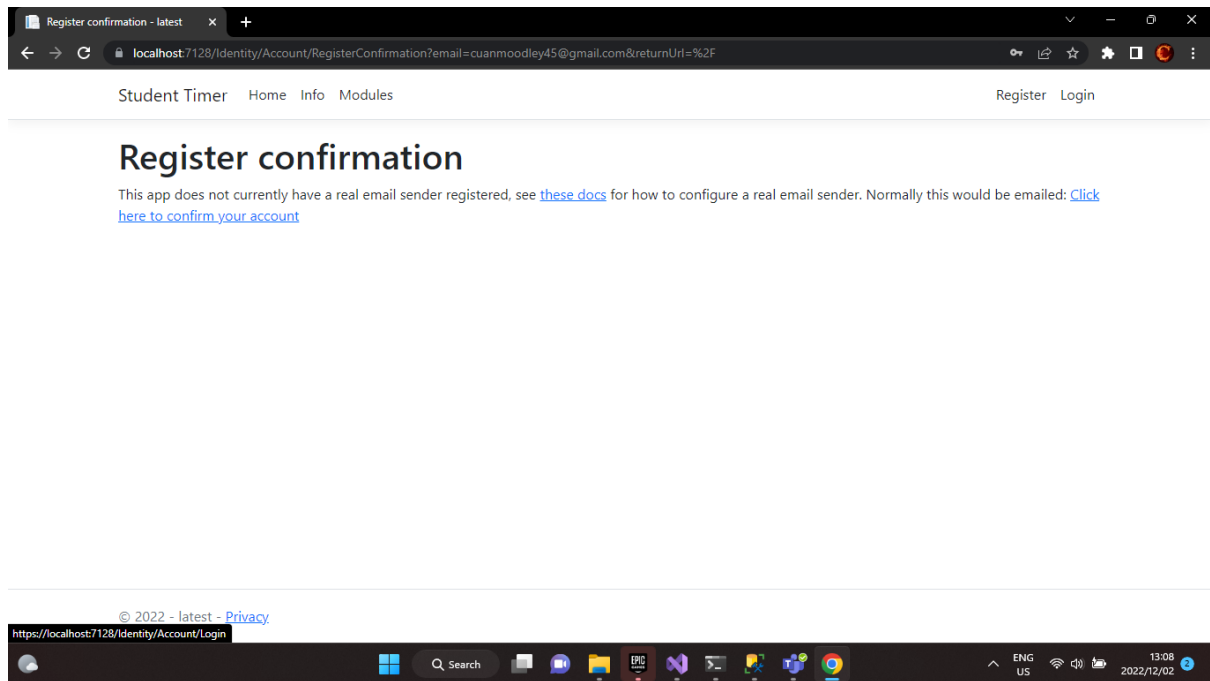 Register confirmation - latest
localhost:7128/Identity/Account/RegisterConfirmation?email=cuanmoodley45@gmail.com&returnUrl=%2F
Student Timer Home Info Modules Register Login
Register confirmation
This app does not currently have a real email sender registered, see these docs for how to configure a real email sender. Normally this would be emailed: Click
here to confirm your account
© 2022 - latest - Privacy
https://localhost:7128/Identity/Account/Login
Search
EPIC
GAMES
ENG
US
13:08
2022/12/02
2